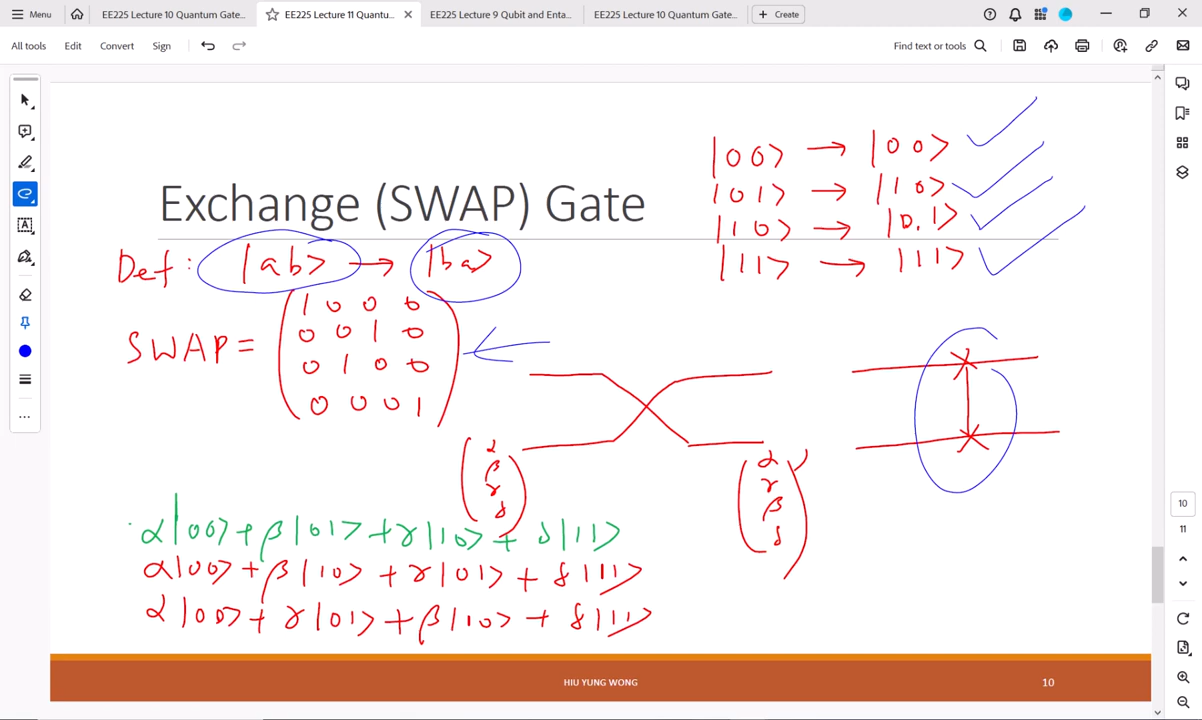 Menu
EE225 Lecture 10 Quantum Gate...
EE225 Lecture 11 Quantu...
EE225 Lecture 9 Qubit and Enta...
EE225 Lecture 10 Quantum Gate...
+ Create
All tools
Edit
Convert
Sign
Find text or tools
|00> → |00>
|01> → |10>
|10> → |0.1>
|11> → |11>
Exchange (SWAP) Gate
Def: |ab> → |ba>
SWAP =
1 0 0 0
0 0 1 0
0 1 0 0
0 0 0 1
α
β
γ
δ
α
γ
β
δ
α|00> + β|01> + γ|10> + δ|11>
α|00> + β|10> + γ|01> + δ|11>
α|00> + γ|01> + β|10> + δ|11>
HIU YUNG WONG
10
10
11